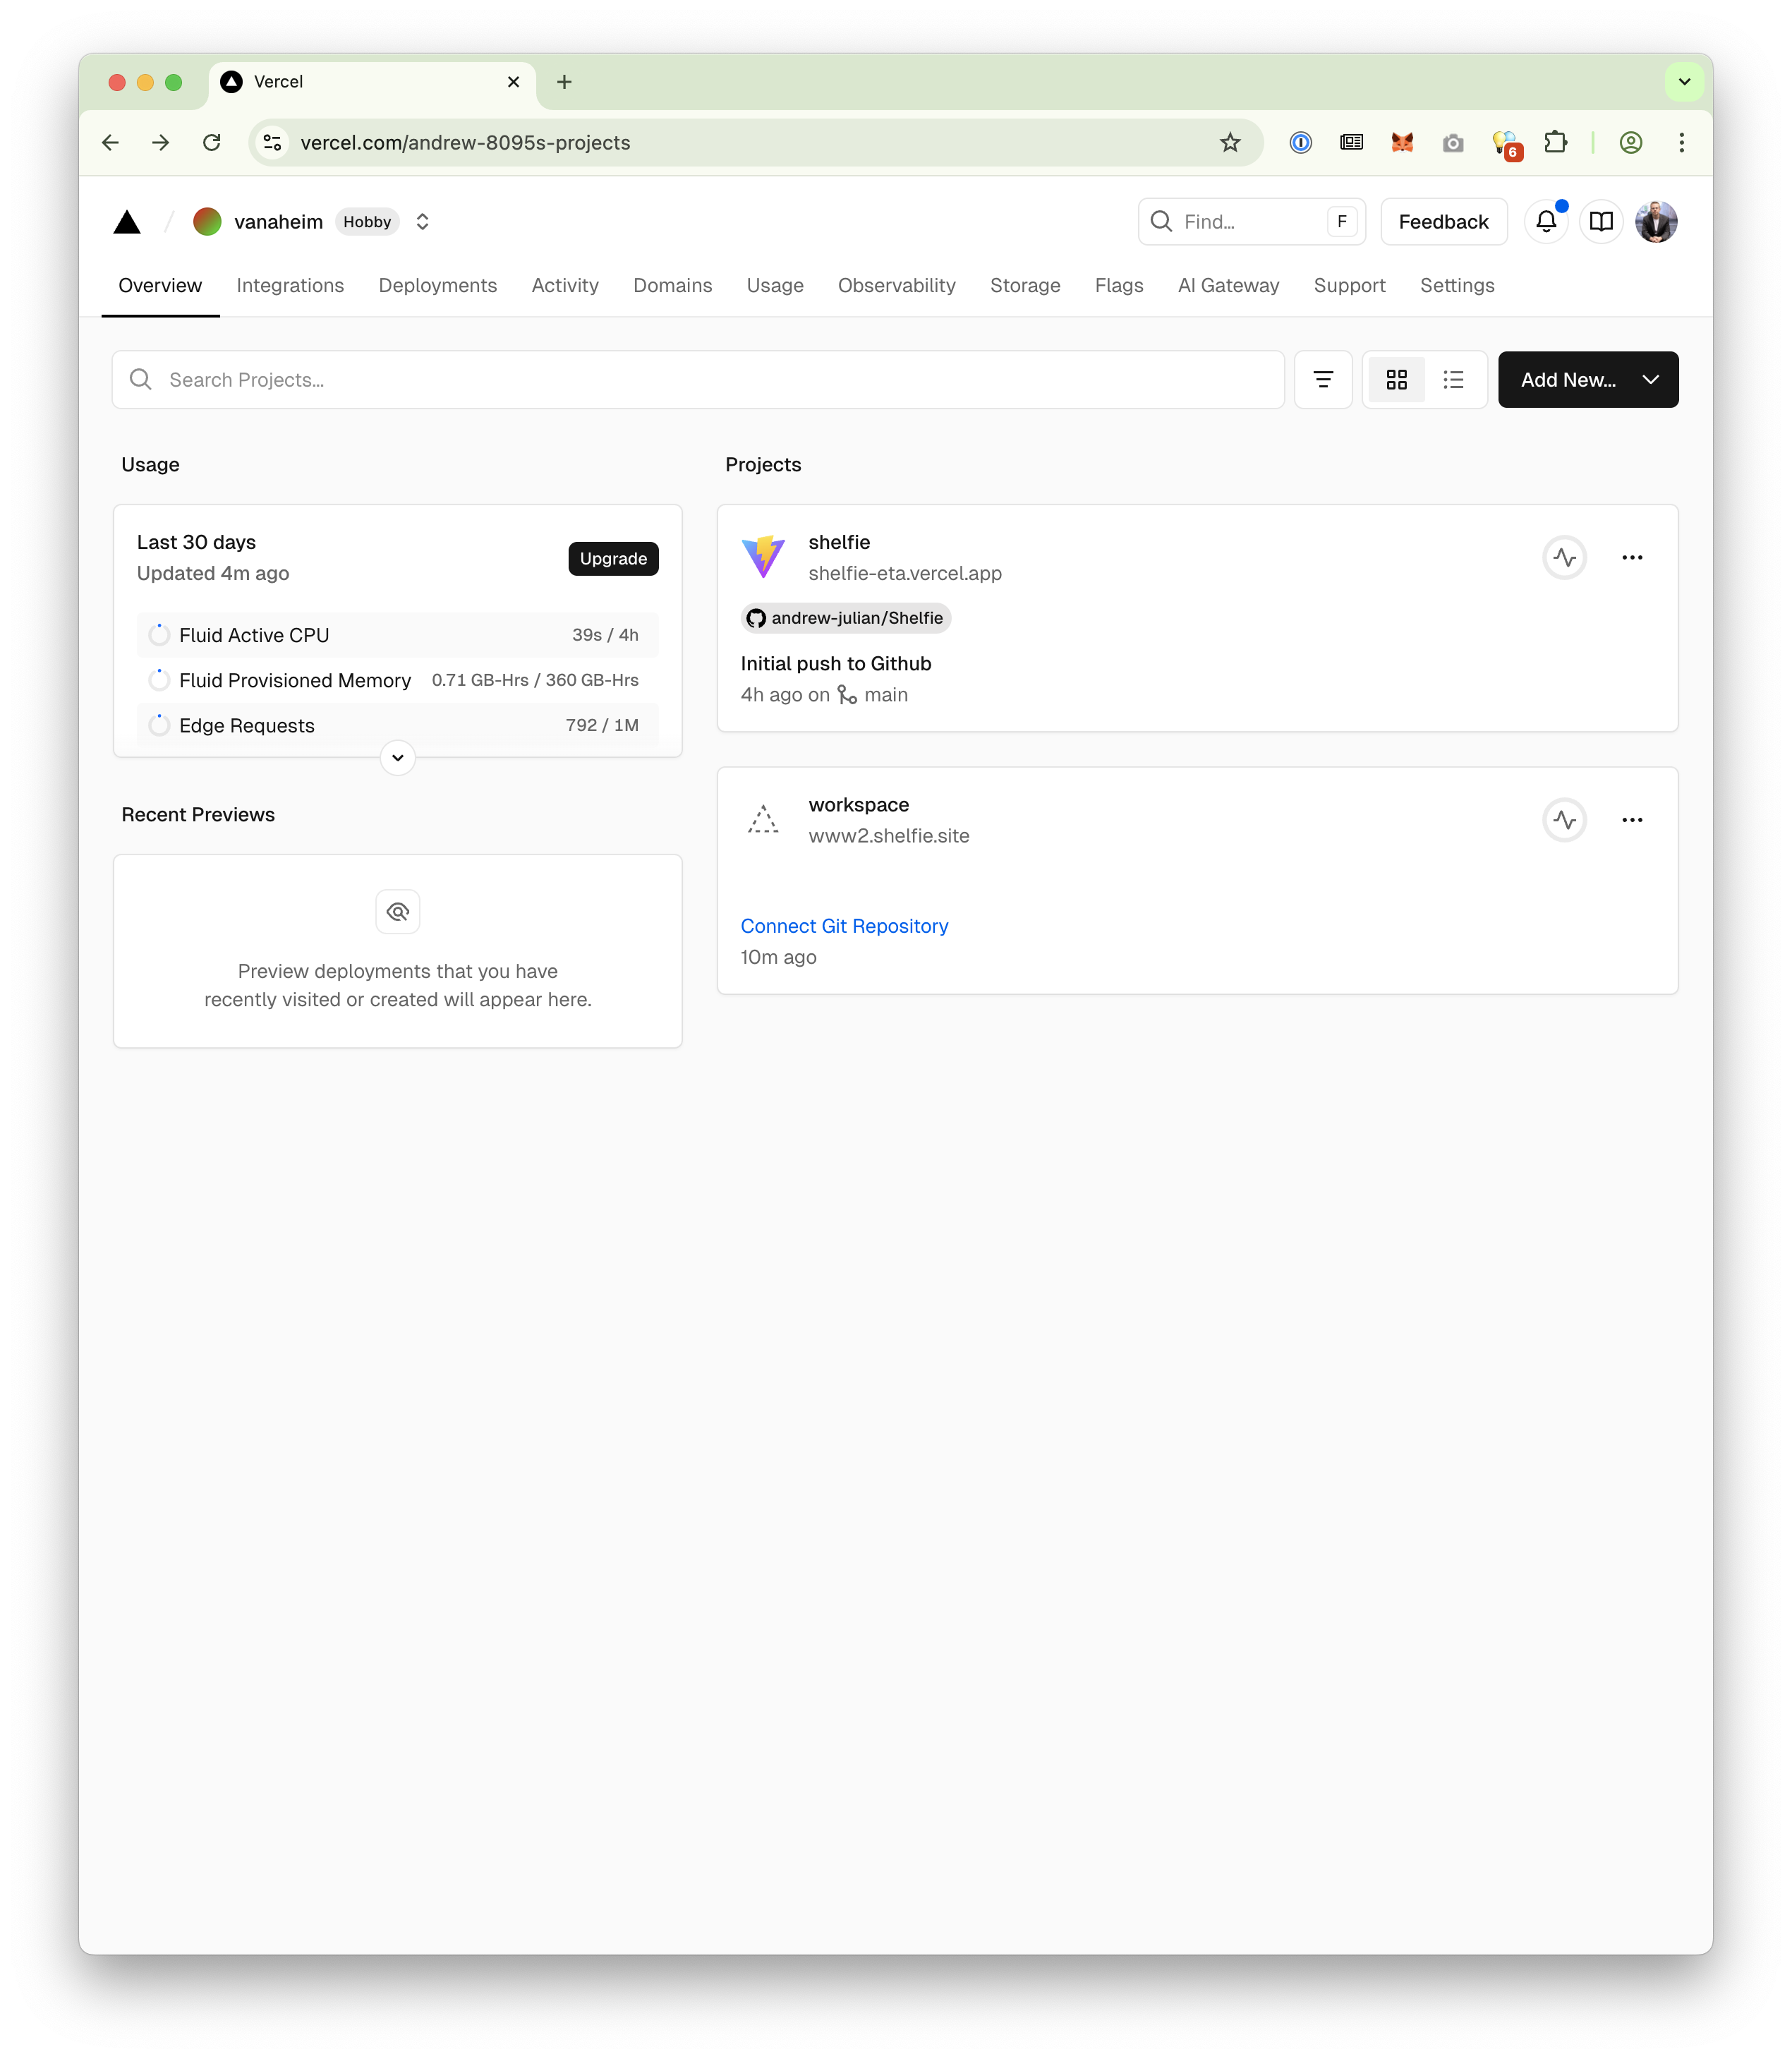 Vercel
vercel.com/andrew-8095s-projects
6
vanaheim Hobby
Find... F
Feedback
Overview Integrations Deployments Activity Domains Usage Observability Storage Flags AI Gateway Support Settings
Search Projects...
Add New...
Usage
Last 30 days
Updated 4m ago
Upgrade
Fluid Active CPU 39s / 4h
Fluid Provisioned Memory 0.71 GB-Hrs / 360 GB-Hrs
Edge Requests 792 / 1M
Recent Previews
Preview deployments that you have
recently visited or created will appear here.
Projects
shelfie
shelfie-eta.vercel.app
andrew-julian/Shelfie
Initial push to Github
4h ago on main
workspace
www2.shelfie.site
Connect Git Repository
10m ago